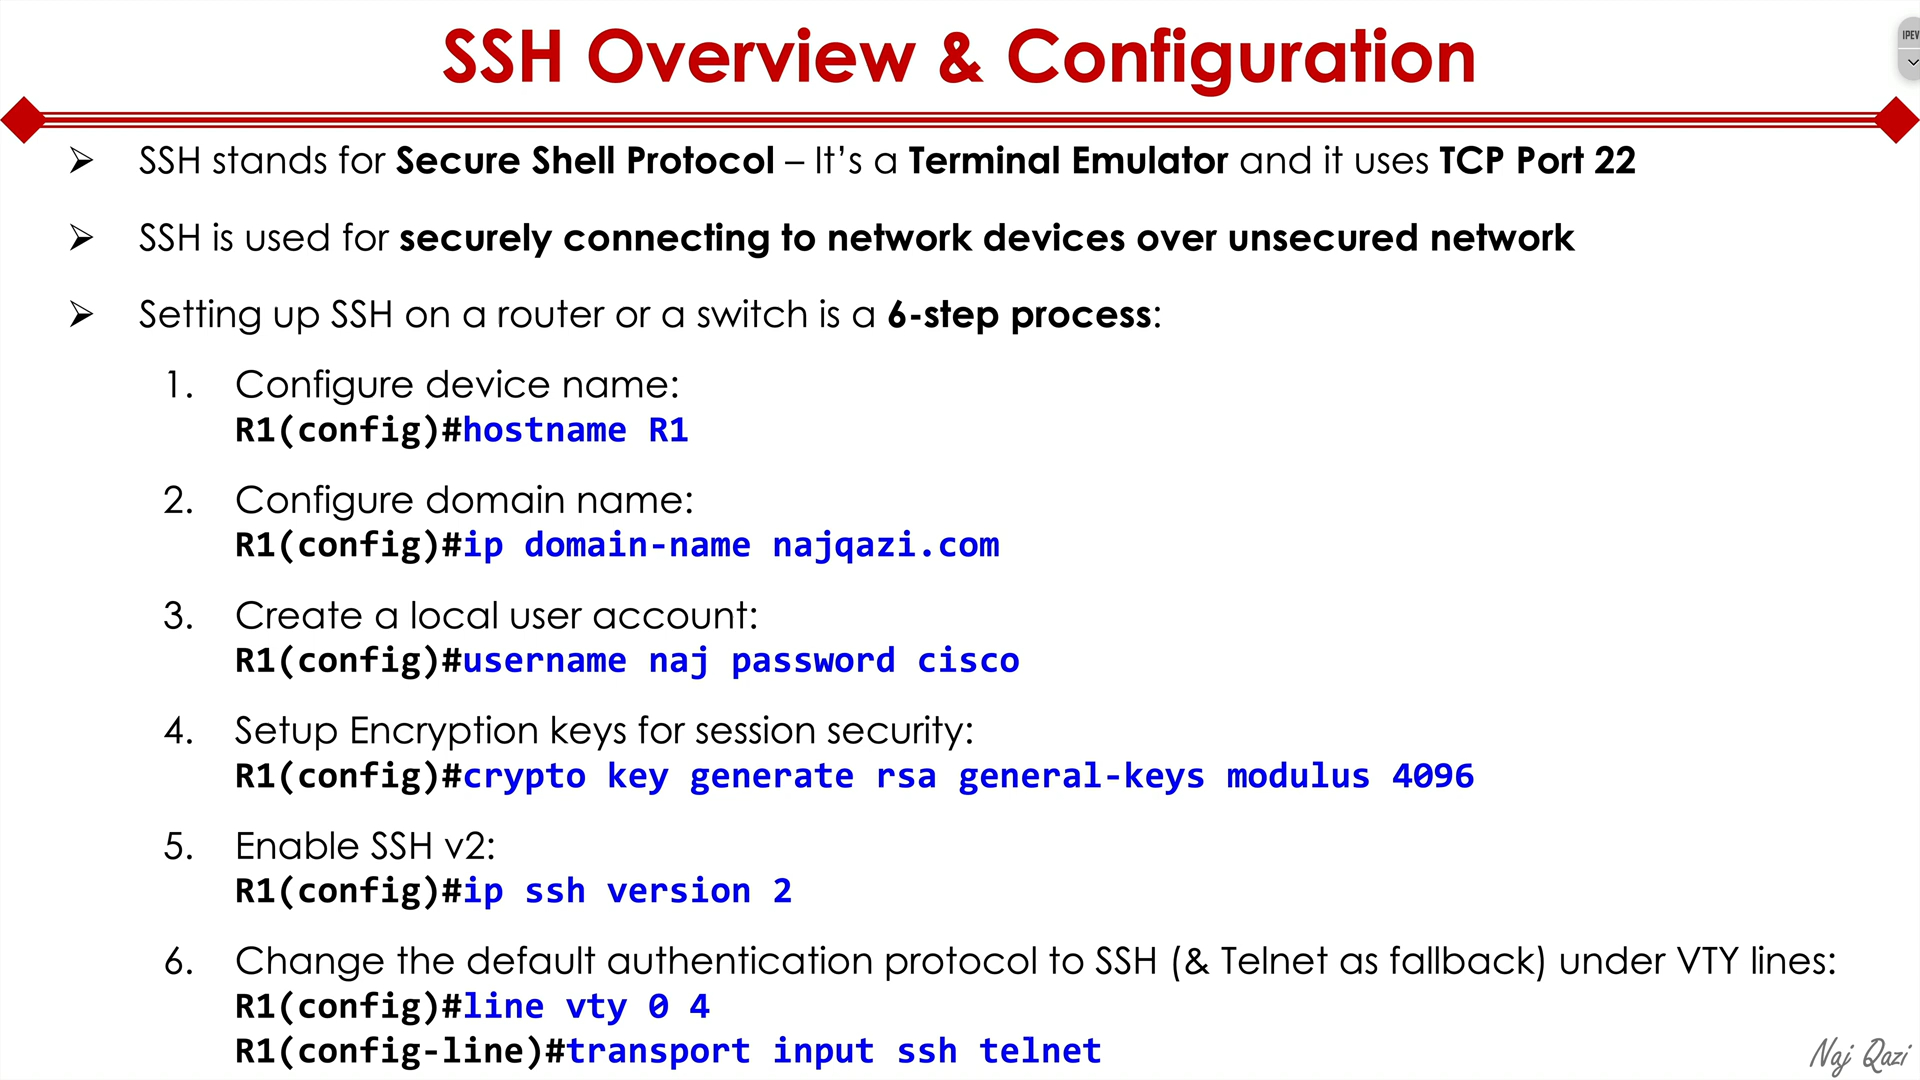 SSH Overview & Configuration
IPEV
➢ SSH stands for Secure Shell Protocol – It’s a Terminal Emulator and it uses TCP Port 22
➢ SSH is used for securely connecting to network devices over unsecured network
➢ Setting up SSH on a router or a switch is a 6-step process:
1. Configure device name:
R1(config)#hostname R1
2. Configure domain name:
R1(config)#ip domain-name najqazi.com
3. Create a local user account:
R1(config)#username naj password cisco
4. Setup Encryption keys for session security:
R1(config)#crypto key generate rsa general-keys modulus 4096
5. Enable SSH v2:
R1(config)#ip ssh version 2
6. Change the default authentication protocol to SSH (& Telnet as fallback) under VTY lines:
R1(config)#line vty 0 4
R1(config-line)#transport input ssh telnet
Naj Qazi